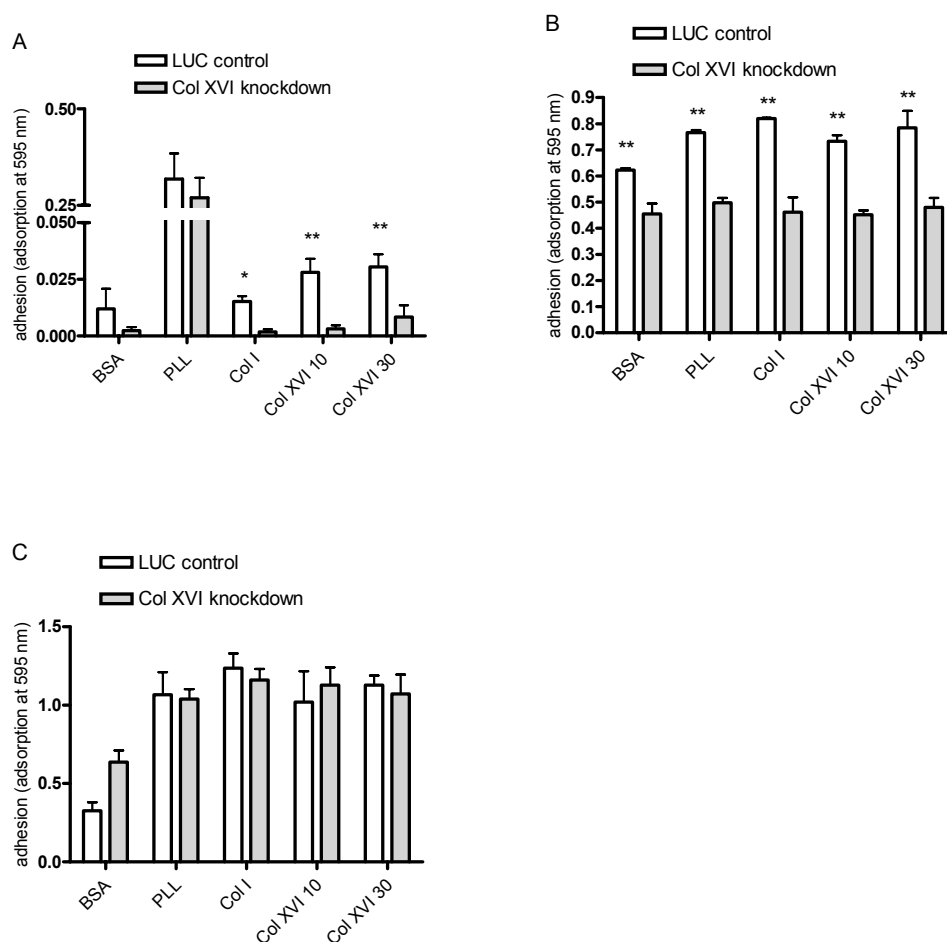 A
LUC control
Col XVI knockdown
adhesion (adsorption at 595 nm)
0.50
0.25
0.050
0.025
0.000
*
**
**
BSA
PLL
Col I
Col XVI 10
Col XVI 30
B
LUC control
Col XVI knockdown
adhesion (adsorption at 595 nm)
0.9
0.8
0.7
0.6
0.5
0.4
0.3
0.2
0.1
0.0
**
**
**
**
**
BSA
PLL
Col I
Col XVI 10
Col XVI 30
C
LUC control
Col XVI knockdown
adhesion (adsorption at 595 nm)
1.5
1.0
0.5
0.0
BSA
PLL
Col I
Col XVI 10
Col XVI 30